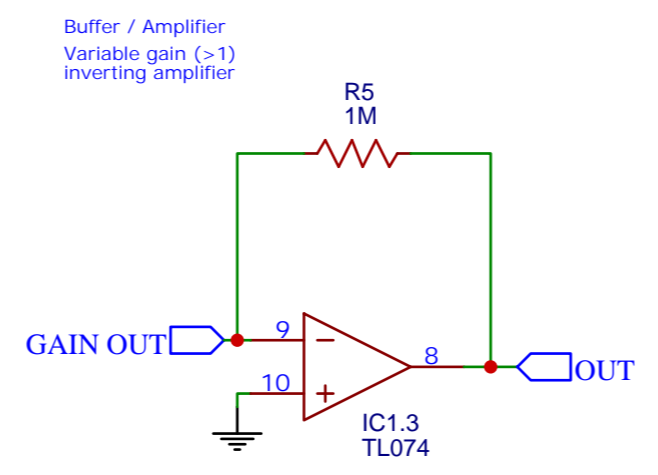 Buffer / Amplifier
Variable gain (>1)
inverting amplifier
R5
1M
GAIN OUT
9
10
8
OUT
IC1.3
TL074